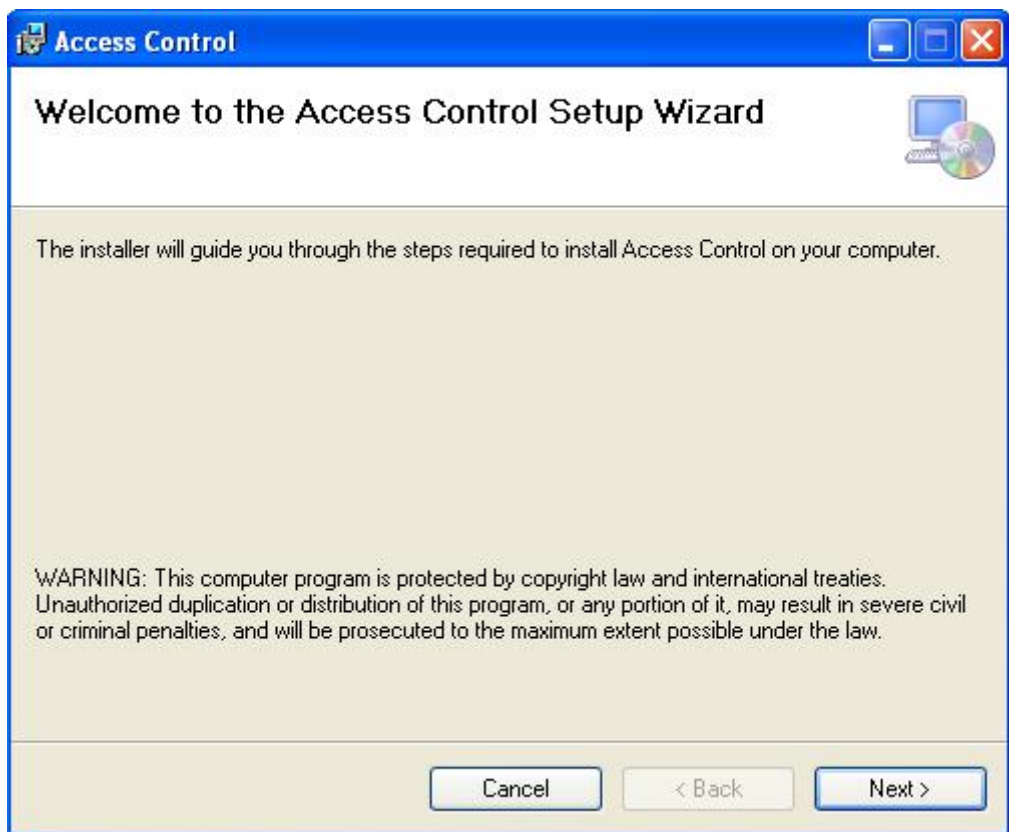 Access Control
Welcome to the Access Control Setup Wizard
The installer will guide you through the steps required to install Access Control on your computer.
WARNING: This computer program is protected by copyright law and international treaties.
Unauthorized duplication or distribution of this program, or any portion of it, may result in severe civil
or criminal penalties, and will be prosecuted to the maximum extent possible under the law.
Cancel
< Back
Next >